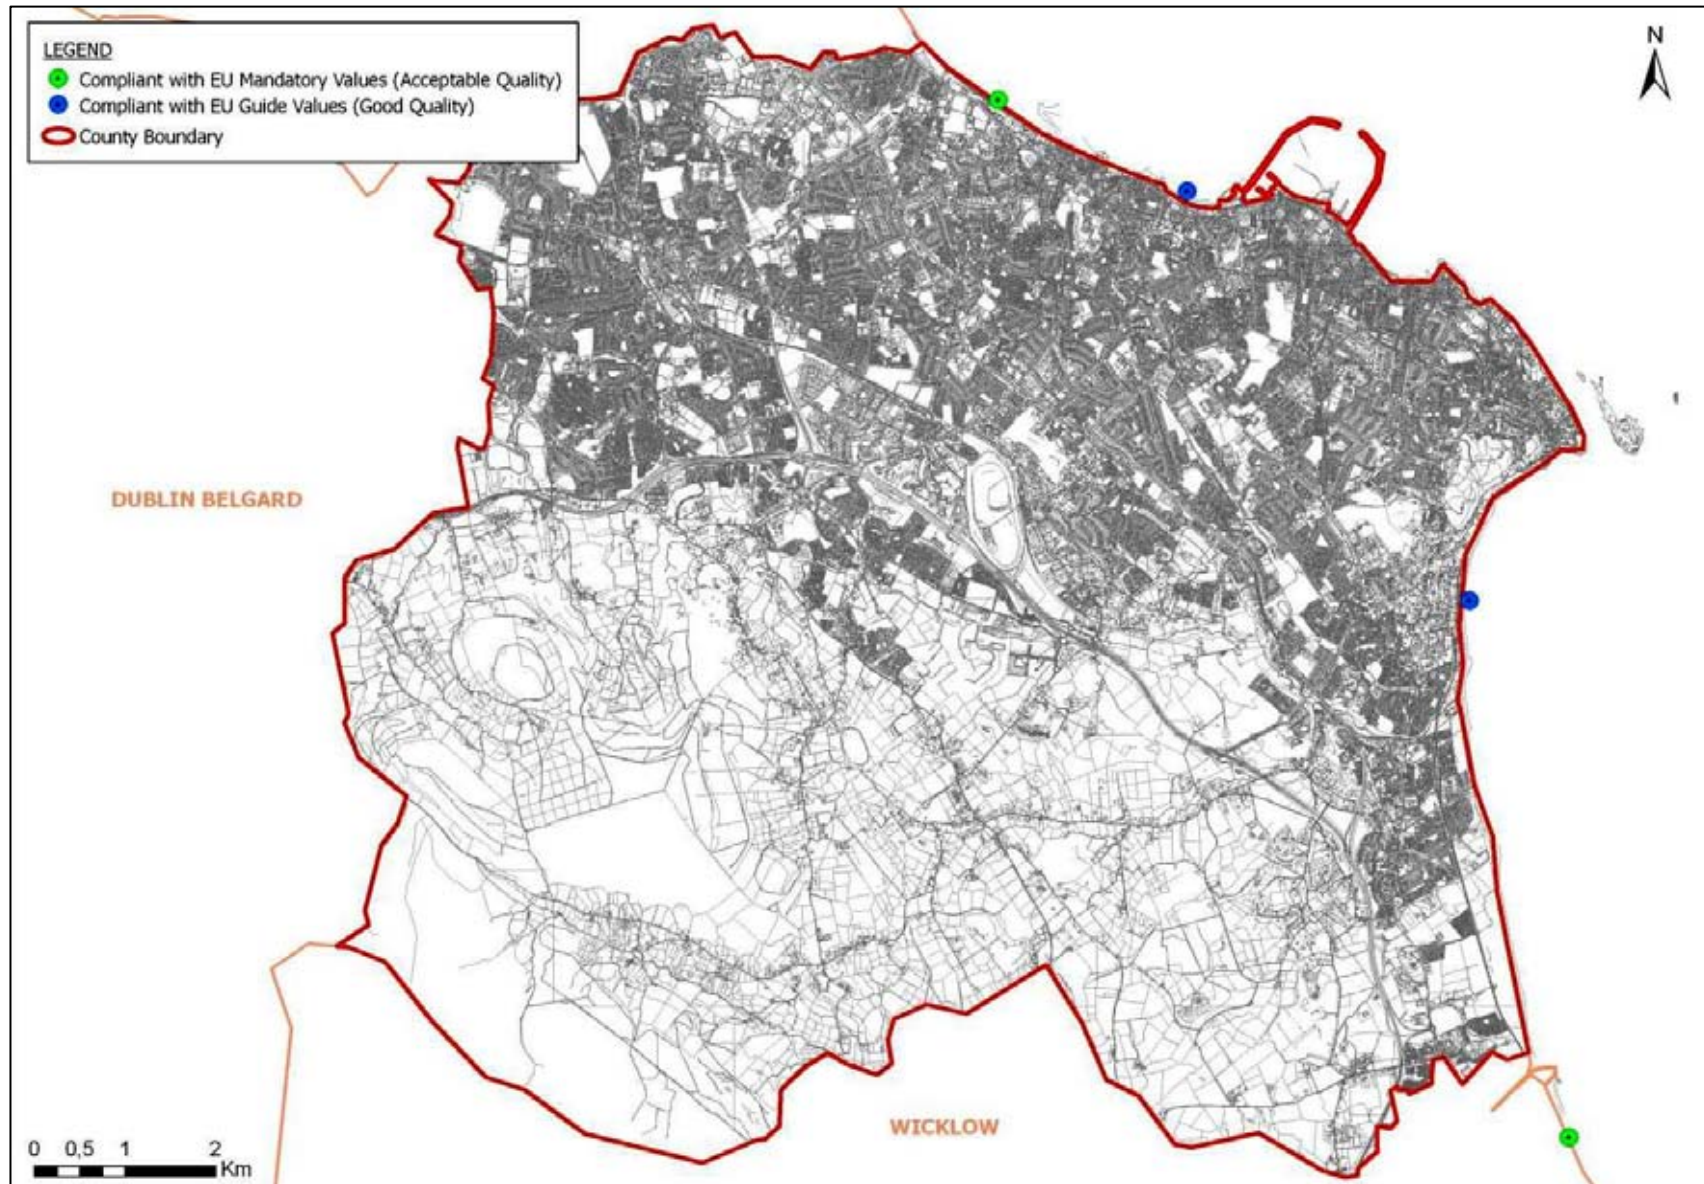 LEGEND
Compliant with EU Mandatory Values (Acceptable Quality)
Compliant with EU Guide Values (Good Quality)
County Boundary
N
DUBLIN BELGARD
WICKLOW
0 0,5 1 2
Km